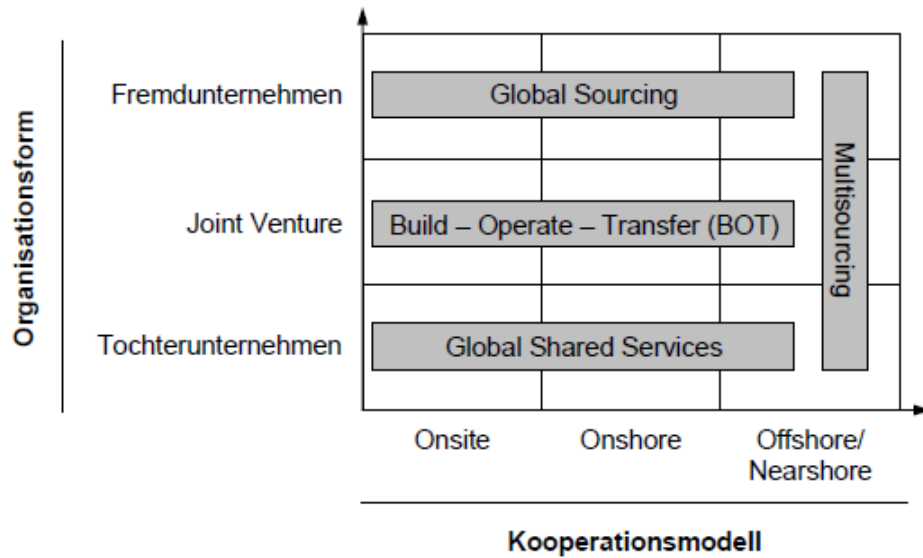 Organisationsform
Fremdunternehmen
Global Sourcing
Multisourcing
Joint Venture
Build – Operate – Transfer (BOT)
Tochterunternehmen
Global Shared Services
Onsite
Onshore
Offshore/
Nearshore
Kooperationsmodell